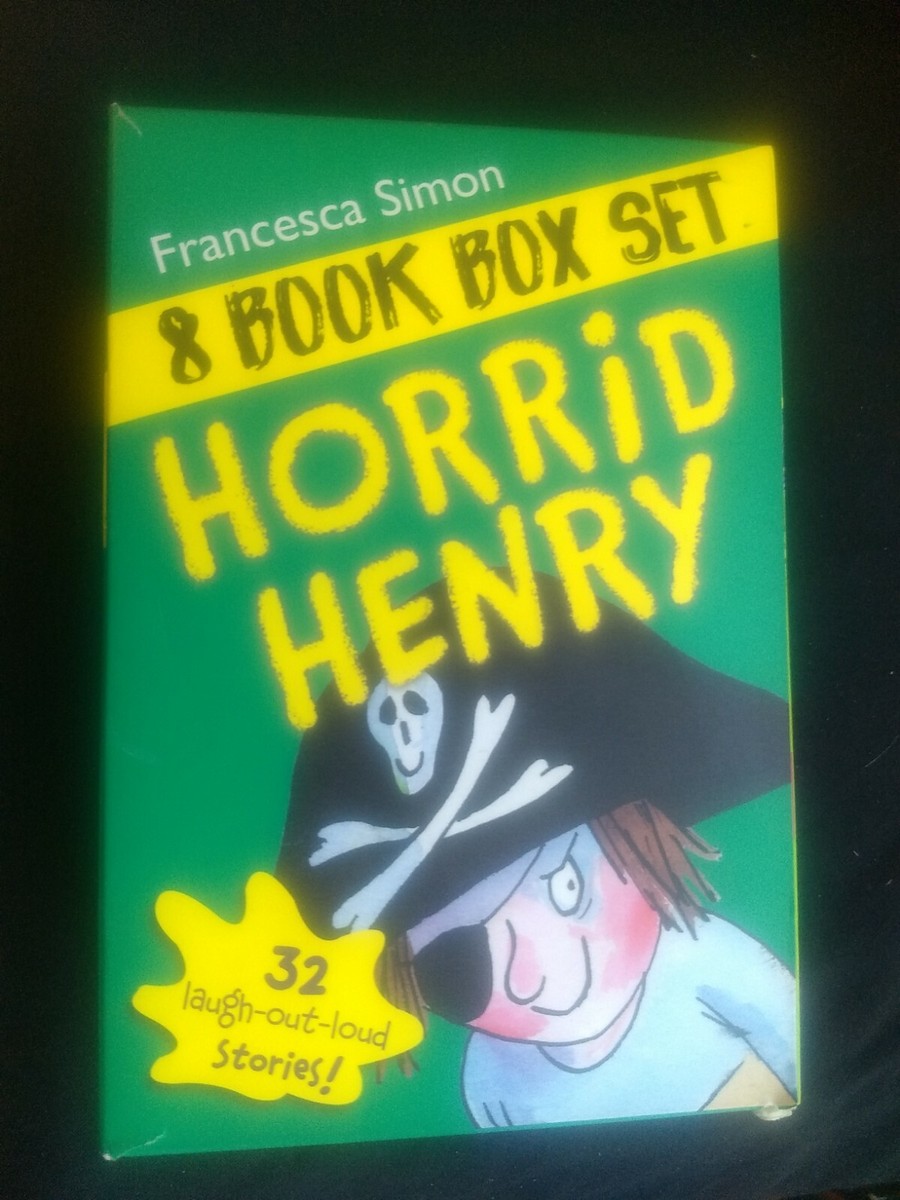 Francesca Simon
8 BOOK BOX SET
HORRiD
HENRY
32
laugh-out-loud
Stories!